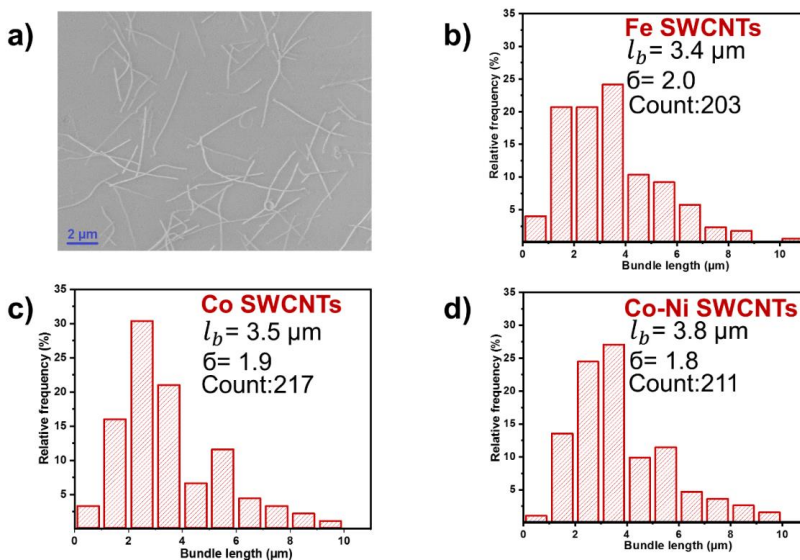 a)
2 µm
b)
Fe SWCNTs
l_b= 3.4 µm
б= 2.0
Count:203
Relative frequency (%)
35
30
25
20
15
10
5
0 2 4 6 8 10
Bundle length (µm)
c)
Co SWCNTs
l_b= 3.5 µm
б= 1.9
Count:217
Relative frequency (%)
35
30
25
20
15
10
5
0 2 4 6 8 10
Bundle length (µm)
d)
Co-Ni SWCNTs
l_b= 3.8 µm
б= 1.8
Count:211
Relative frequency (%)
35
30
25
20
15
10
5
0 2 4 6 8 10
Bundle length (µm)